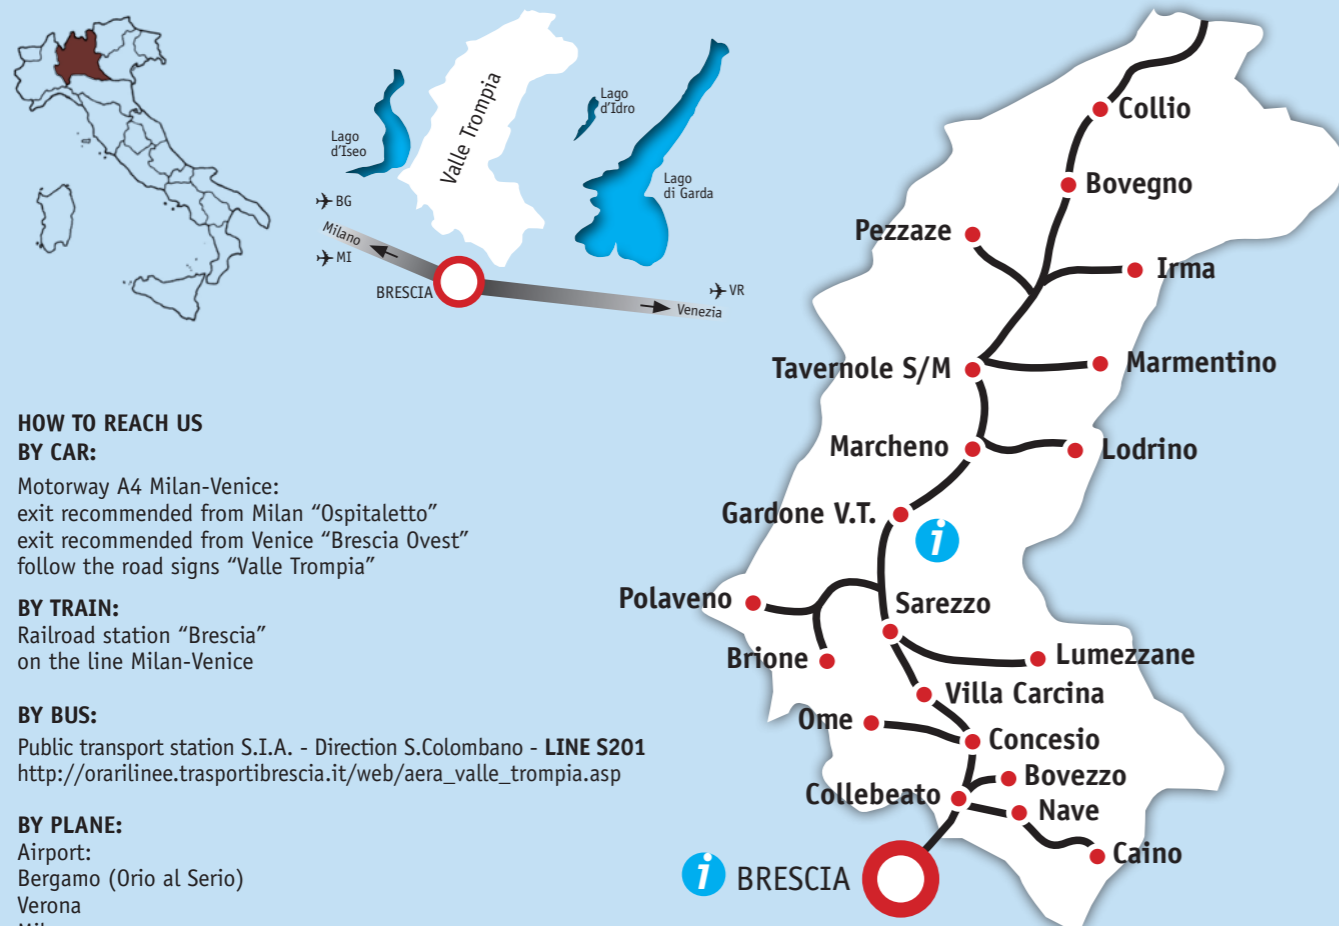 Lago
d'Iseo
Valle Trompia
Lago
d'Idro
Lago
di Garda
BG
Milano
MI
BRESCIA
VR
Venezia
HOW TO REACH US
BY CAR:
Motorway A4 Milan-Venice:
exit recommended from Milan “Ospitaletto”
exit recommended from Venice “Brescia Ovest”
follow the road signs “Valle Trompia”
BY TRAIN:
Railroad station “Brescia”
on the line Milan-Venice
BY BUS:
Public transport station S.I.A. - Direction S.Colombano - LINE S201
http://orarilinee.trasportibrescia.it/web/aera_valle_trompia.asp
BY PLANE:
Airport:
Bergamo (Orio al Serio)
Verona
Collio
Bovegno
Pezzaze
Irma
Tavernole S/M
Marmentino
Marcheno
Lodrino
Gardone V.T.
i
Polaveno
Sarezzo
Brione
Lumezzane
Villa Carcina
Ome
Concesio
Bovezzo
Collebeato
Nave
Caino
i BRESCIA